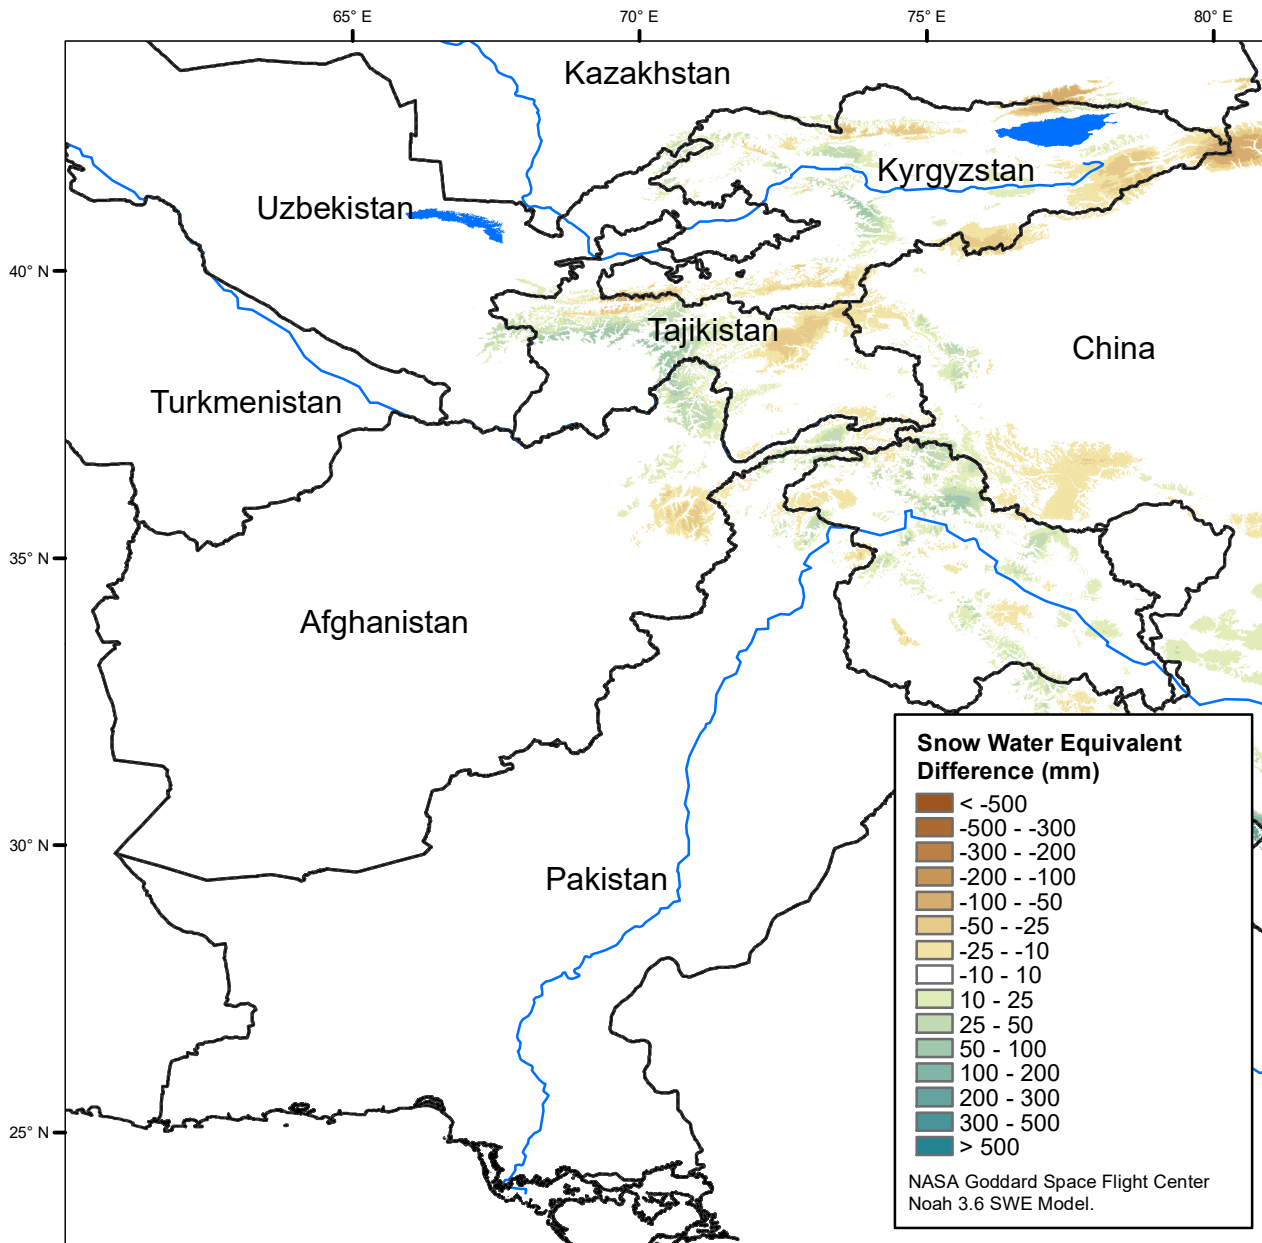 65° E
70° E
75° E
80° E
Kazakhstan
Kyrgyzstan
Uzbekistan
40° N
Tajikistan
China
Turkmenistan
35° N
Afghanistan
Snow Water Equivalent
Difference (mm)
< -500
-500 - -300
-300 - -200
-200 - -100
-100 - -50
-50 - -25
-25 - -10
-10 - 10
10 - 25
25 - 50
50 - 100
100 - 200
200 - 300
300 - 500
> 500
NASA Goddard Space Flight Center
Noah 3.6 SWE Model.
30° N
Pakistan
25° N